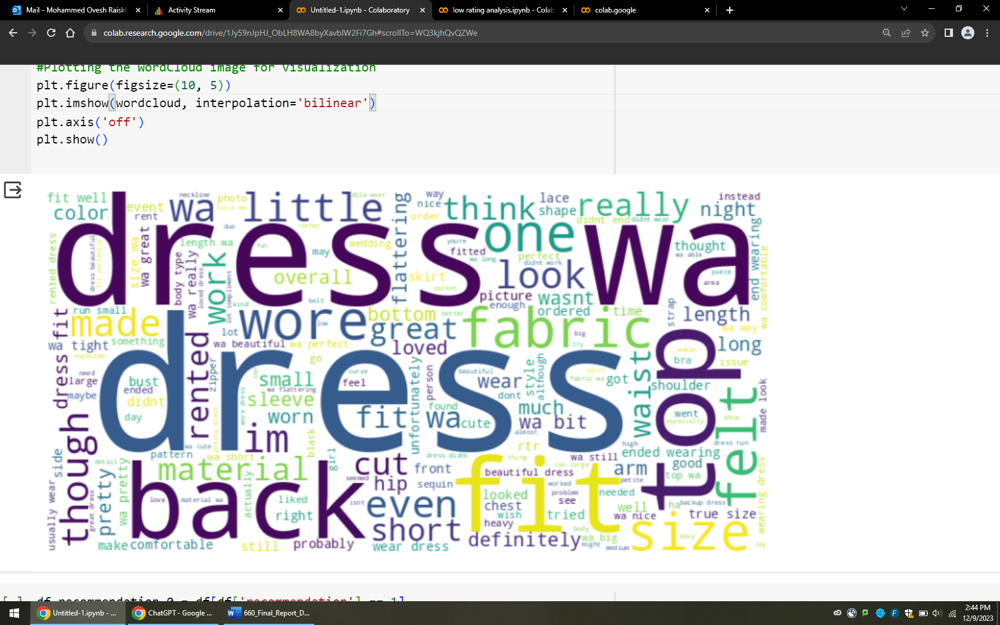 Mail - Mohammed Ovesh Raiskh
Activity Stream
Untitled-1.ipynb - Colaboratory
low rating analysis.ipynb - Colab
colab.google
colab.research.google.com/drive/1Jy59nJpHJ_ObLH8WA8byXavblW2Fi7Gh#scrollTo=WQ3kjhQvQZWe
#Plotting the WordCloud image for visualization
plt.figure(figsize=(10, 5))
plt.imshow(wordcloud, interpolation='bilinear')
plt.axis('off')
plt.show()
fit well neckline photo able wear way lace instead
color event rent wa color wa little flattering nice order think shape really night
due rather didnt end didnt wear
dress wa
rented dress dress beautiful fit perfectly size wa wa great length wa fun may wedding youre fitted one thought wa able end wearing wa comfortable
body type wa really loved dress work lot compliment overall skirt pocket wa long perfect didnt work look piece area
kind belt picture enough wasnt ordered time strap length
run small made lot wore low bottom better great fabric big try wa way
dress fit wa tight something expected rented wa beautiful wa perfect go loved long
woman bra issue top
need large maybe bust ended didnt day zipper small wa flattering sleeve worn
dress
curve feel unfortunately person beautiful wear dont style although shirt fabric wa got waist shoulder felt made look
found fit wa cute much wa bit almost went especially show
though im wore dress pretty dress black girl
wa cute pattern wa short rtr high ended wearing dress run
side detail material cut front dress didnt thing wa still run large arm good
usually wear great dress pretty wa pretty back actually seemed hip sequin beautiful dress fit petite top wa
love material wa liked right isnt even looked worked problem needed
chest wish see tried well ha backup dress true size wearing dress
short heavy body wa nice size sexy
make comfortable still probably wear dress definitely wa big might medium say
df_recommendation_0 = df[df['recommendation'] == 1]
Untitled-1.ipynb - ...
ChatGPT - Google ...
660_Final_Report_D...
2:44 PM
12/9/2023